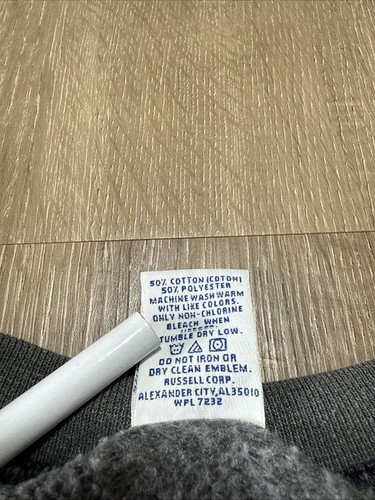 50% COTTON (COTON)
50% POLYESTER
MACHINE WASH WARM
WITH LIKE COLORS.
ONLY NON-CHLORINE
BLEACH WHEN
TUMBLE DRY LOW.
DO NOT IRON OR
DRY CLEAN EMBLEM.
RUSSELL CORP.
ALEXANDER CITY,AL35010
WPL 7232